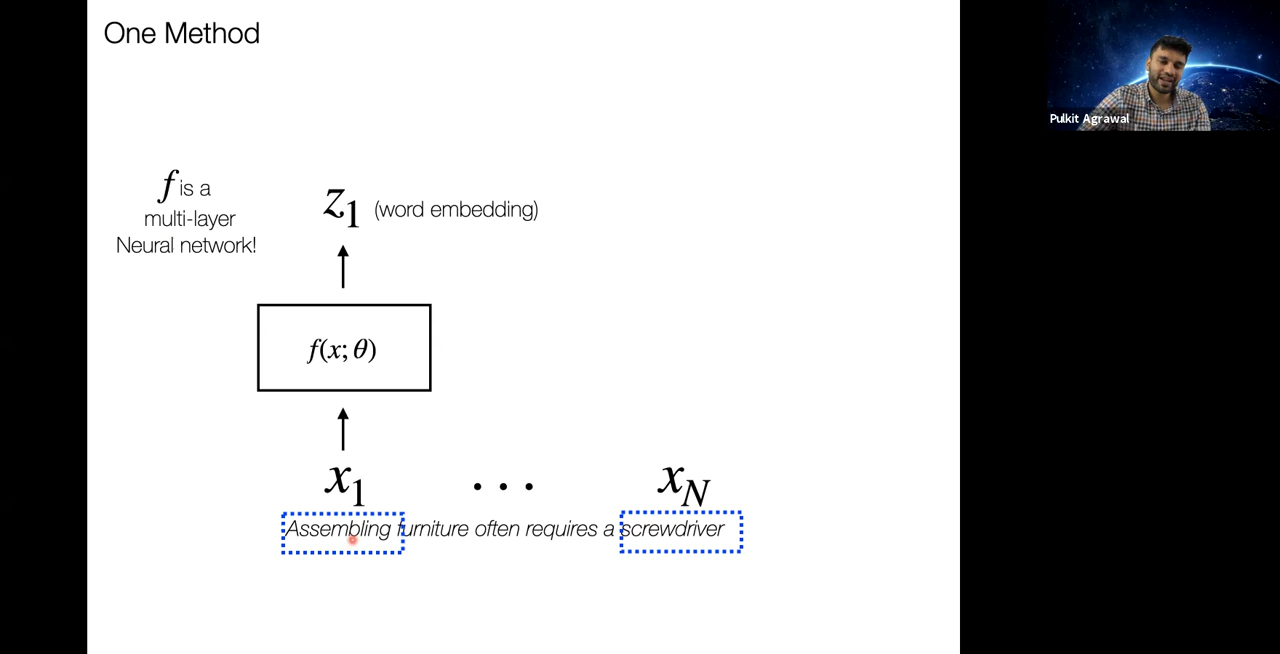 One Method
f is a
multi-layer
Neural network!
z₁ (word embedding)
f(x; θ)
x₁ . . . x_N
Assembling furniture often requires a screwdriver
Pulkit Agrawal